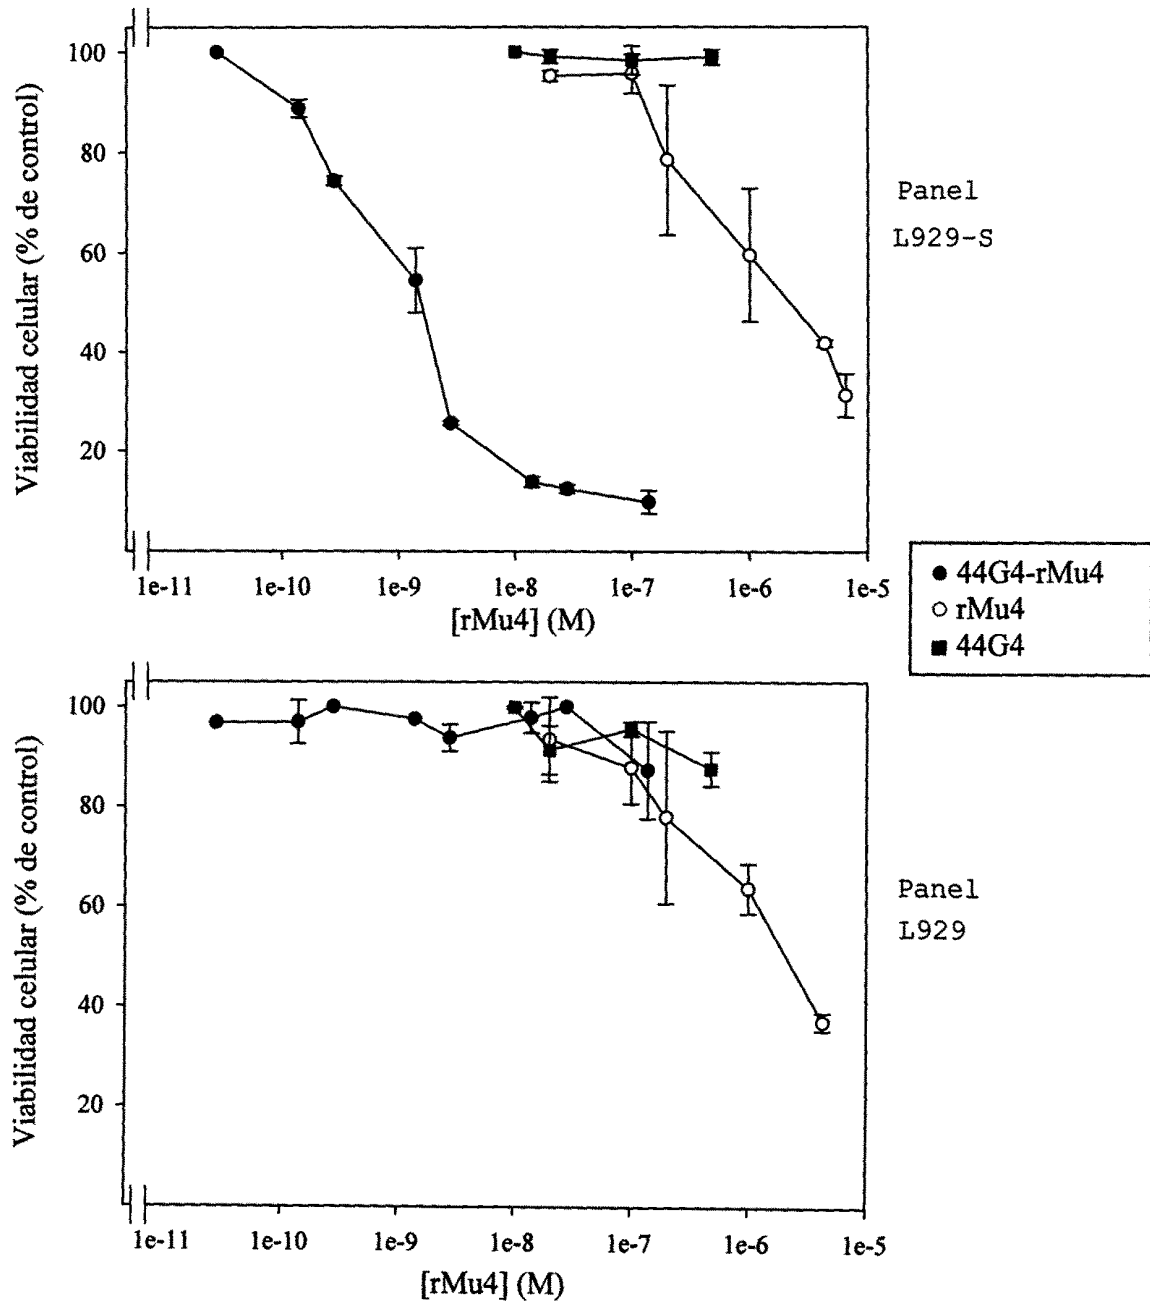 Viabilidad celular (% de control)
100
80
60
40
20
1e-11 1e-10 1e-9 1e-8 1e-7 1e-6 1e-5
[rMu4] (M)
Panel
L929-S
44G4-rMu4
rMu4
44G4
Viabilidad celular (% de control)
100
80
60
40
20
1e-11 1e-10 1e-9 1e-8 1e-7 1e-6 1e-5
[rMu4] (M)
Panel
L929